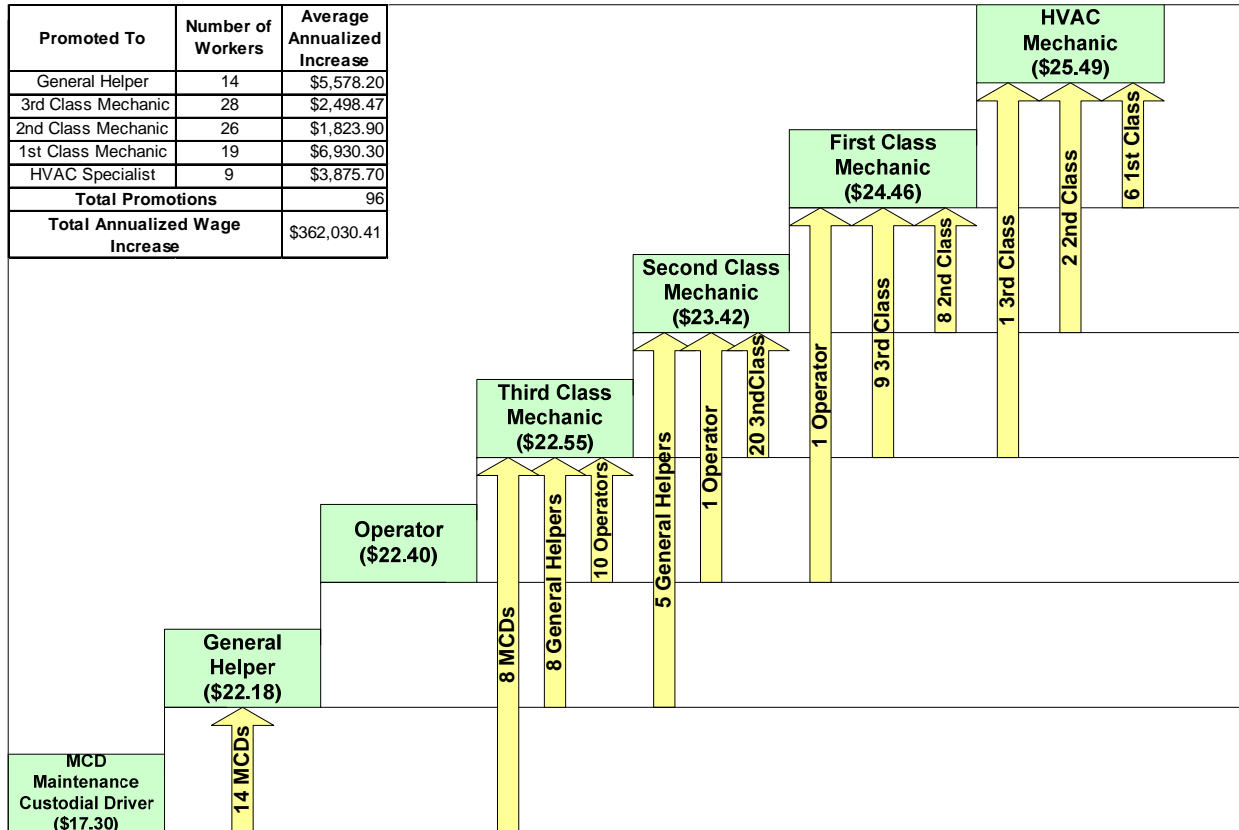 Promoted To Number of Workers Average Annualized Increase
General Helper 14 $5,578.20
3rd Class Mechanic 28 $2,498.47
2nd Class Mechanic 26 $1,823.90
1st Class Mechanic 19 $6,930.30
HVAC Specialist 9 $3,875.70
Total Promotions 96
Total Annualized Wage Increase $362,030.41
HVAC
Mechanic
($25.49)
1 3rd Class
2 2nd Class
6 1st Class
First Class
Mechanic
($24.46)
1 Operator
9 3rd Class
8 2nd Class
Second Class
Mechanic
($23.42)
5 General Helpers
1 Operator
20 3ndClass
Third Class
Mechanic
($22.55)
8 MCDs
8 General Helpers
10 Operators
Operator
($22.40)
General
Helper
($22.18)
14 MCDs
MCD
Maintenance
Custodial Driver
($17.30)